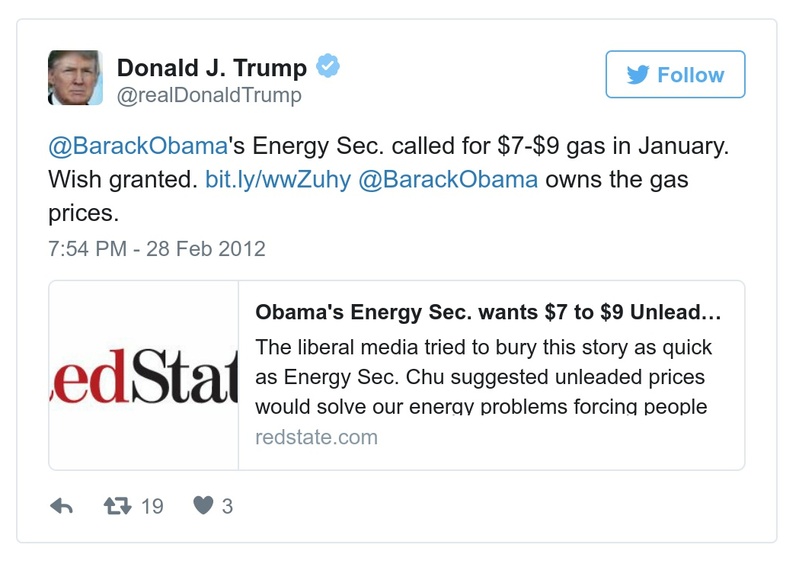 Donald J. Trump
@realDonaldTrump
Follow
@BarackObama's Energy Sec. called for $7-$9 gas in January.
Wish granted. bit.ly/wwZuhy @BarackObama owns the gas
prices.
7:54 PM - 28 Feb 2012
edStat
Obama's Energy Sec. wants $7 to $9 Unlead…
The liberal media tried to bury this story as quick
as Energy Sec. Chu suggested unleaded prices
would solve our energy problems forcing people
redstate.com
19
3